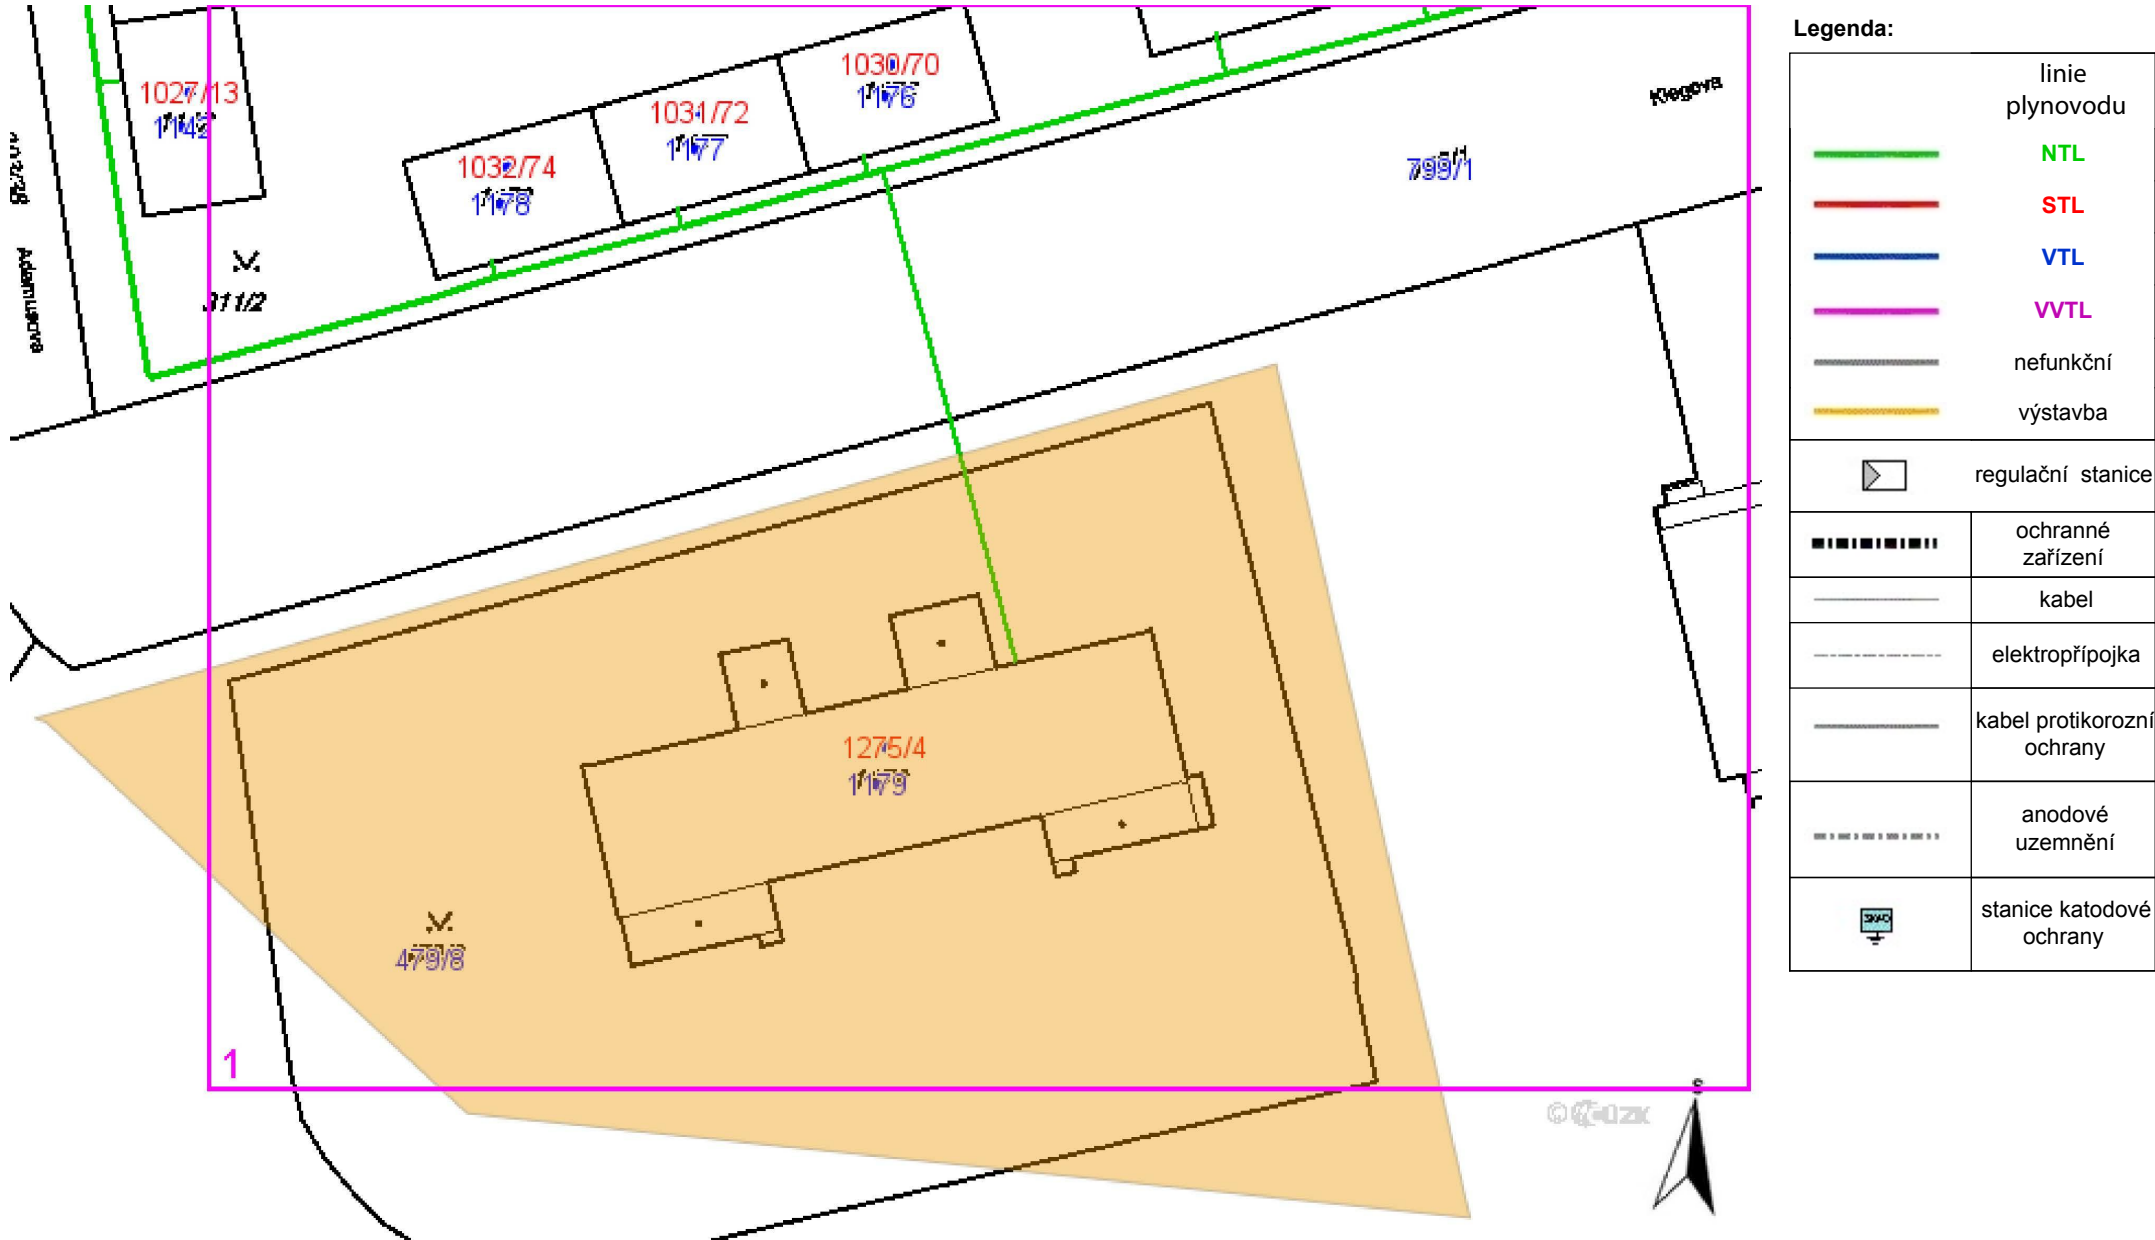 1027/13
1142
1032/74
1178
1031/72
1177
1030/70
1176
Klegova
799/1
311/2
Adamusova
1275/4
1179
479/8
1
S
Legenda:
linie
plynovodu
NTL
STL
VTL
VVTL
nefunkční
výstavba
regulační stanice
ochranné
zařízení
kabel
elektropřípojka
kabel protikorozní
ochrany
anodové
uzemnění
stanice katodové
ochrany